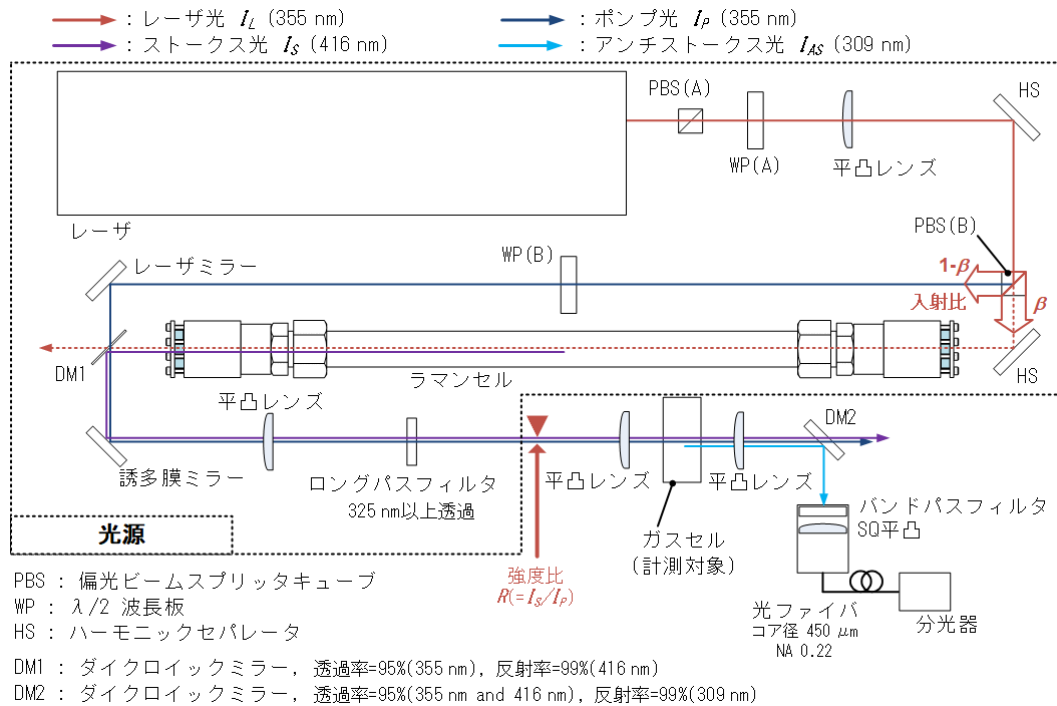 ：レーザ光 I_L (355 nm)
：ポンプ光 I_P (355 nm)
：ストークス光 I_S (416 nm)
：アンチストークス光 I_AS (309 nm)
PBS(A)
HS
WP(A)
平凸レンズ
レーザ
PBS(B)
レーザミラー
WP(B)
1-β
入射比
β
DM1
ラマンセル
HS
平凸レンズ
DM2
誘多膜ミラー
ロングパスフィルタ
325 nm以上透過
平凸レンズ
平凸レンズ
バンドパスフィルタ
SQ平凸
光源
ガスセル
(計測対象)
強度比
R(=I_S/I_P)
光ファイバ
コア径 450 μm
NA 0.22
分光器
PBS : 偏光ビームスプリッタキューブ
WP : λ/2 波長板
HS : ハーモニックセパレータ
DM1 : ダイクロイックミラー, 透過率=95%(355 nm), 反射率=99%(416 nm)
DM2 : ダイクロイックミラー, 透過率=95%(355 nm and 416 nm), 反射率=99%(309 nm)